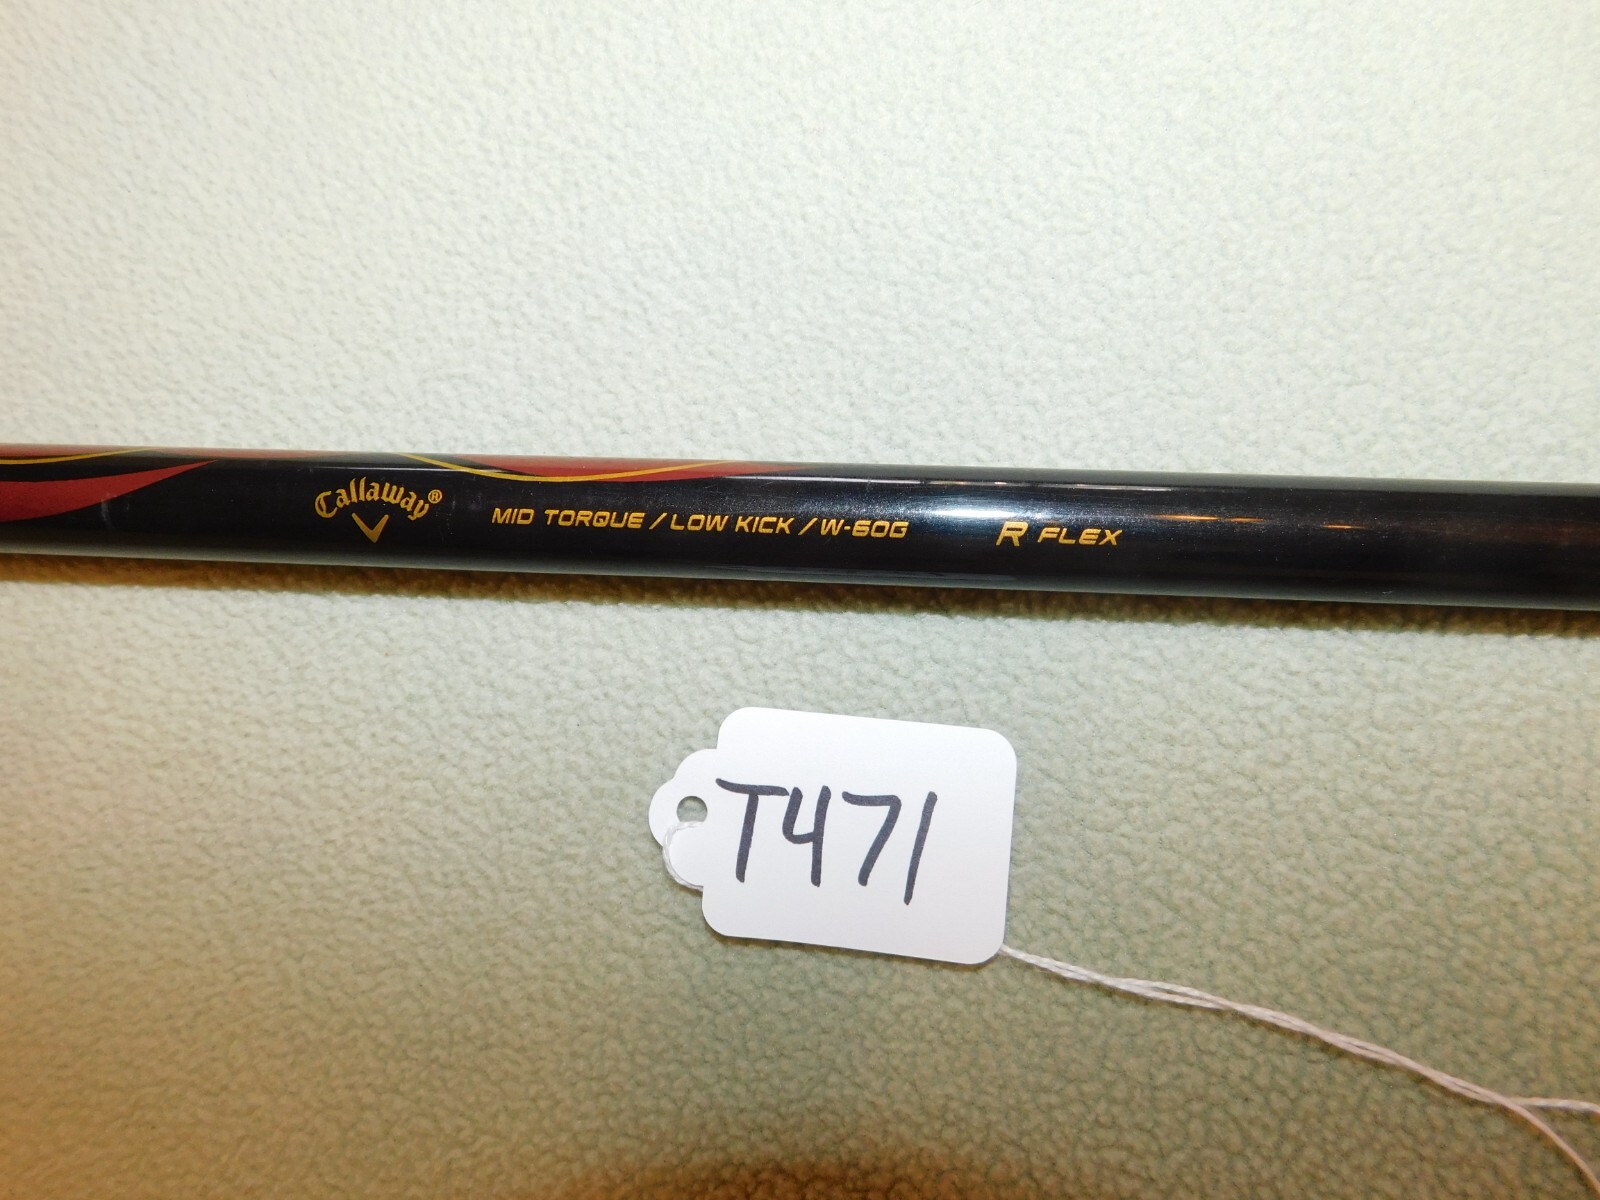 Callaway®
MID TORQUE / LOW KICK / W-60G R FLEX
T471